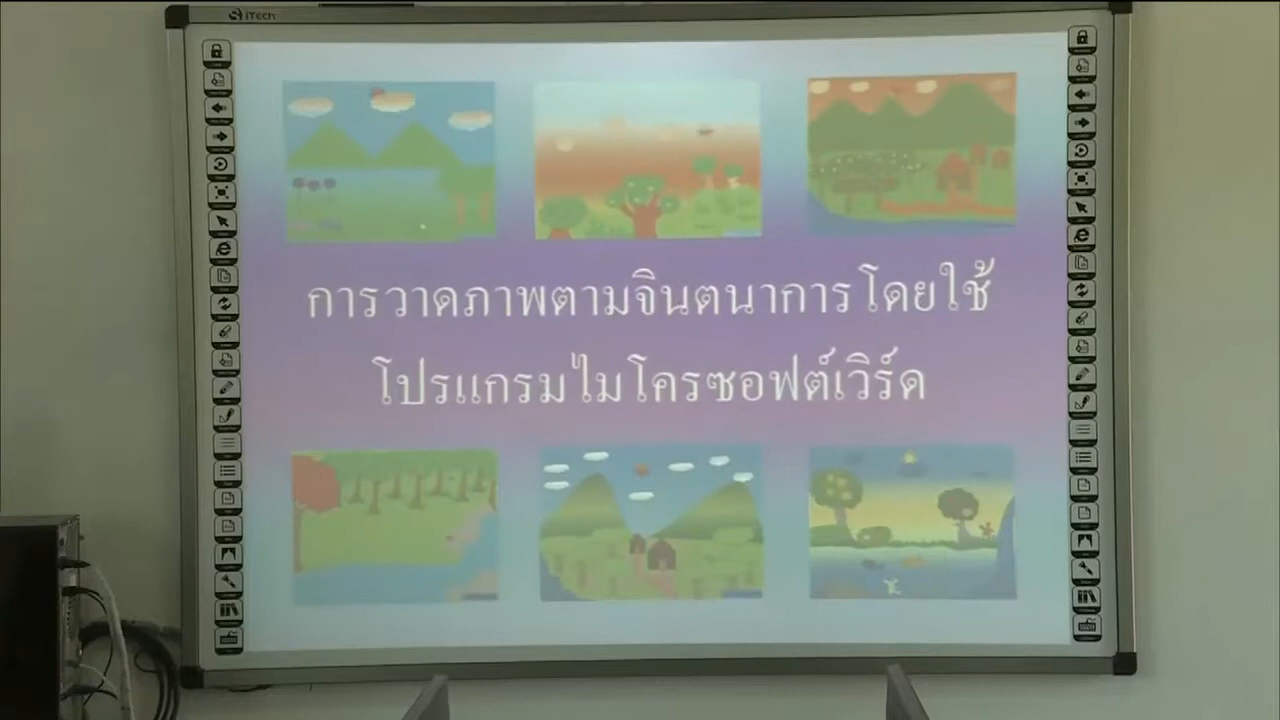 iTech
การวาดภาพตามจินตนาการโดยใช้
โปรแกรมไมโครซอฟต์เวิร์ด